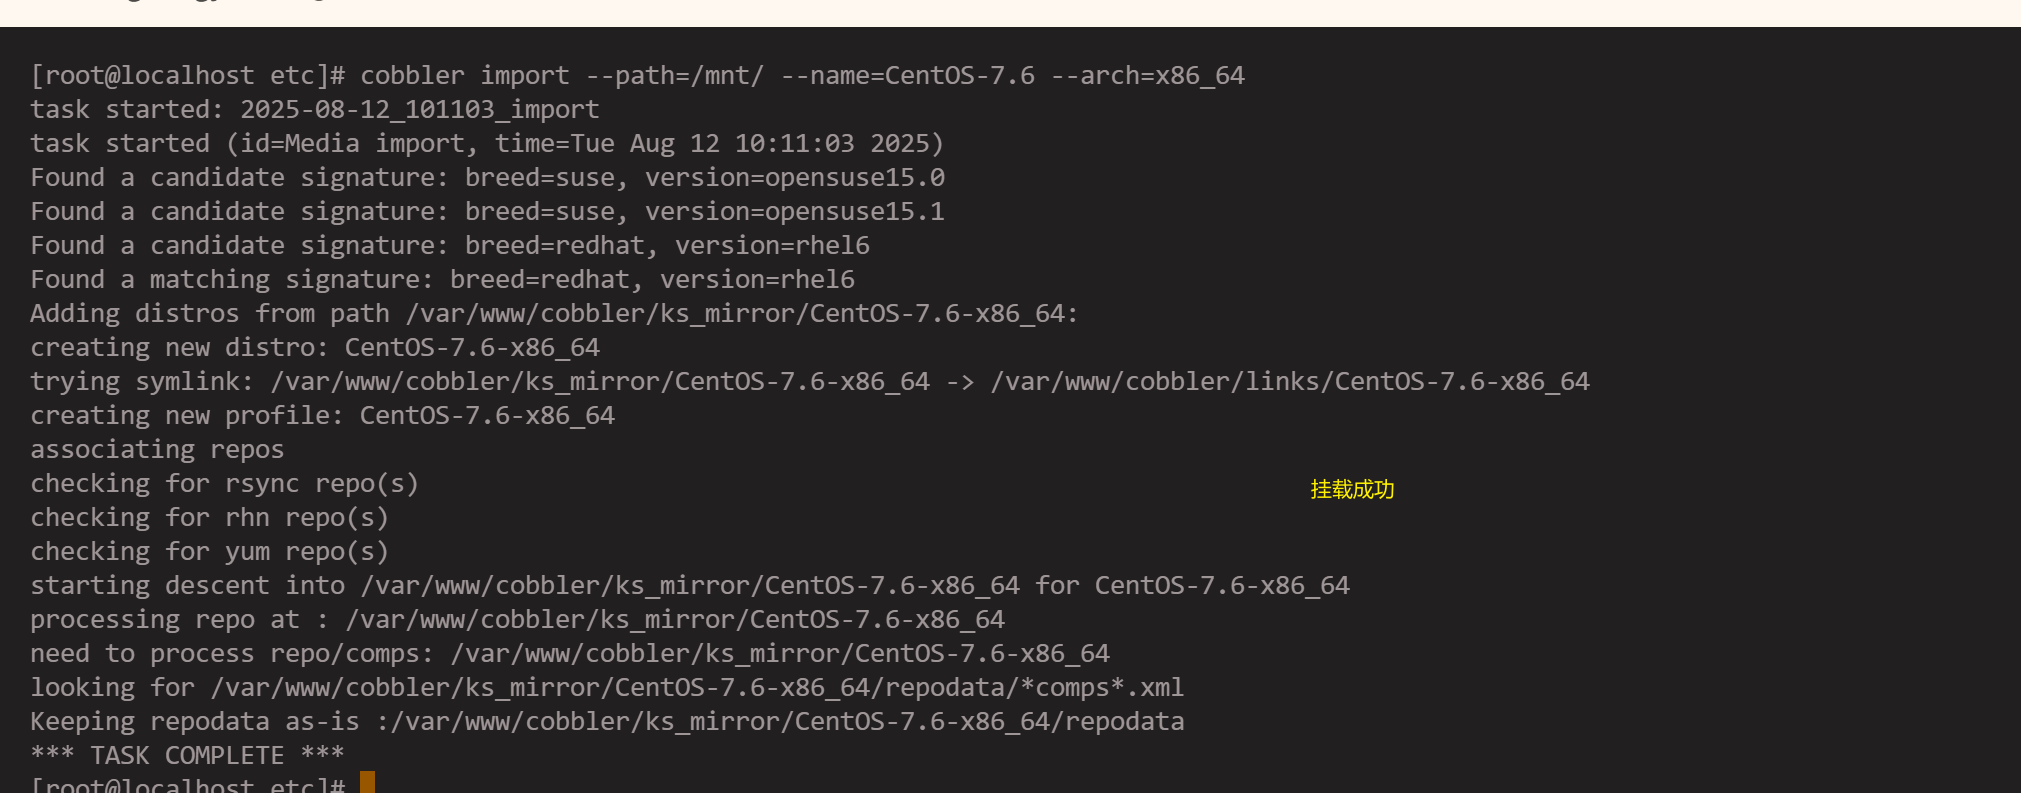 [root@localhost etc]# cobbler import --path=/mnt/ --name=CentOS-7.6 --arch=x86_64
task started: 2025-08-12_101103_import
task started (id=Media import, time=Tue Aug 12 10:11:03 2025)
Found a candidate signature: breed=suse, version=opensuse15.0
Found a candidate signature: breed=suse, version=opensuse15.1
Found a candidate signature: breed=redhat, version=rhel6
Found a matching signature: breed=redhat, version=rhel6
Adding distros from path /var/www/cobbler/ks_mirror/CentOS-7.6-x86_64:
creating new distro: CentOS-7.6-x86_64
trying symlink: /var/www/cobbler/ks_mirror/CentOS-7.6-x86_64 -> /var/www/cobbler/links/CentOS-7.6-x86_64
creating new profile: CentOS-7.6-x86_64
associating repos
checking for rsync repo(s)
挂载成功
checking for rhn repo(s)
checking for yum repo(s)
starting descent into /var/www/cobbler/ks_mirror/CentOS-7.6-x86_64 for CentOS-7.6-x86_64
processing repo at : /var/www/cobbler/ks_mirror/CentOS-7.6-x86_64
need to process repo/comps: /var/www/cobbler/ks_mirror/CentOS-7.6-x86_64
looking for /var/www/cobbler/ks_mirror/CentOS-7.6-x86_64/repodata/*comps*.xml
Keeping repodata as-is :/var/www/cobbler/ks_mirror/CentOS-7.6-x86_64/repodata
*** TASK COMPLETE ***
[root@localhost etc]#